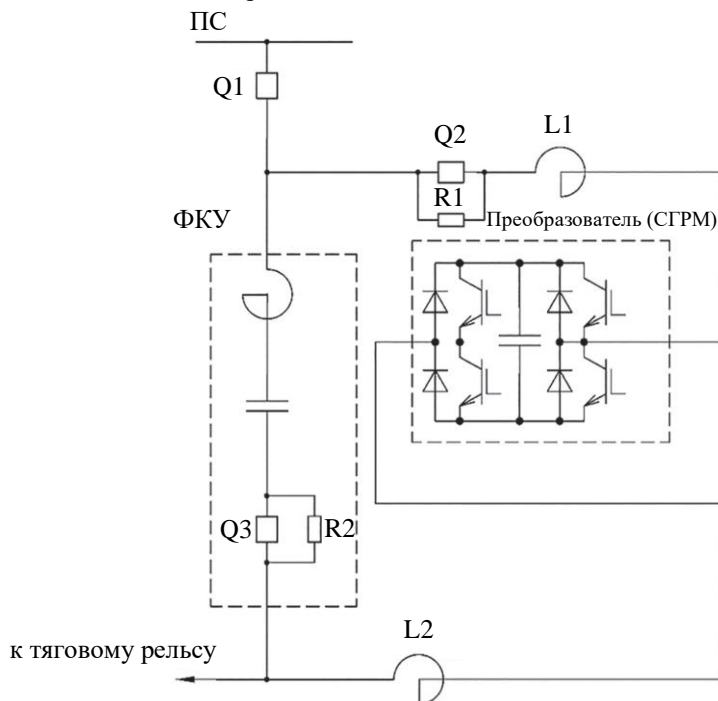 ПС
Q1
Q2
L1
R1
Преобразователь (СГРМ)
ФКУ
Q3
R2
L2
к тяговому рельсу